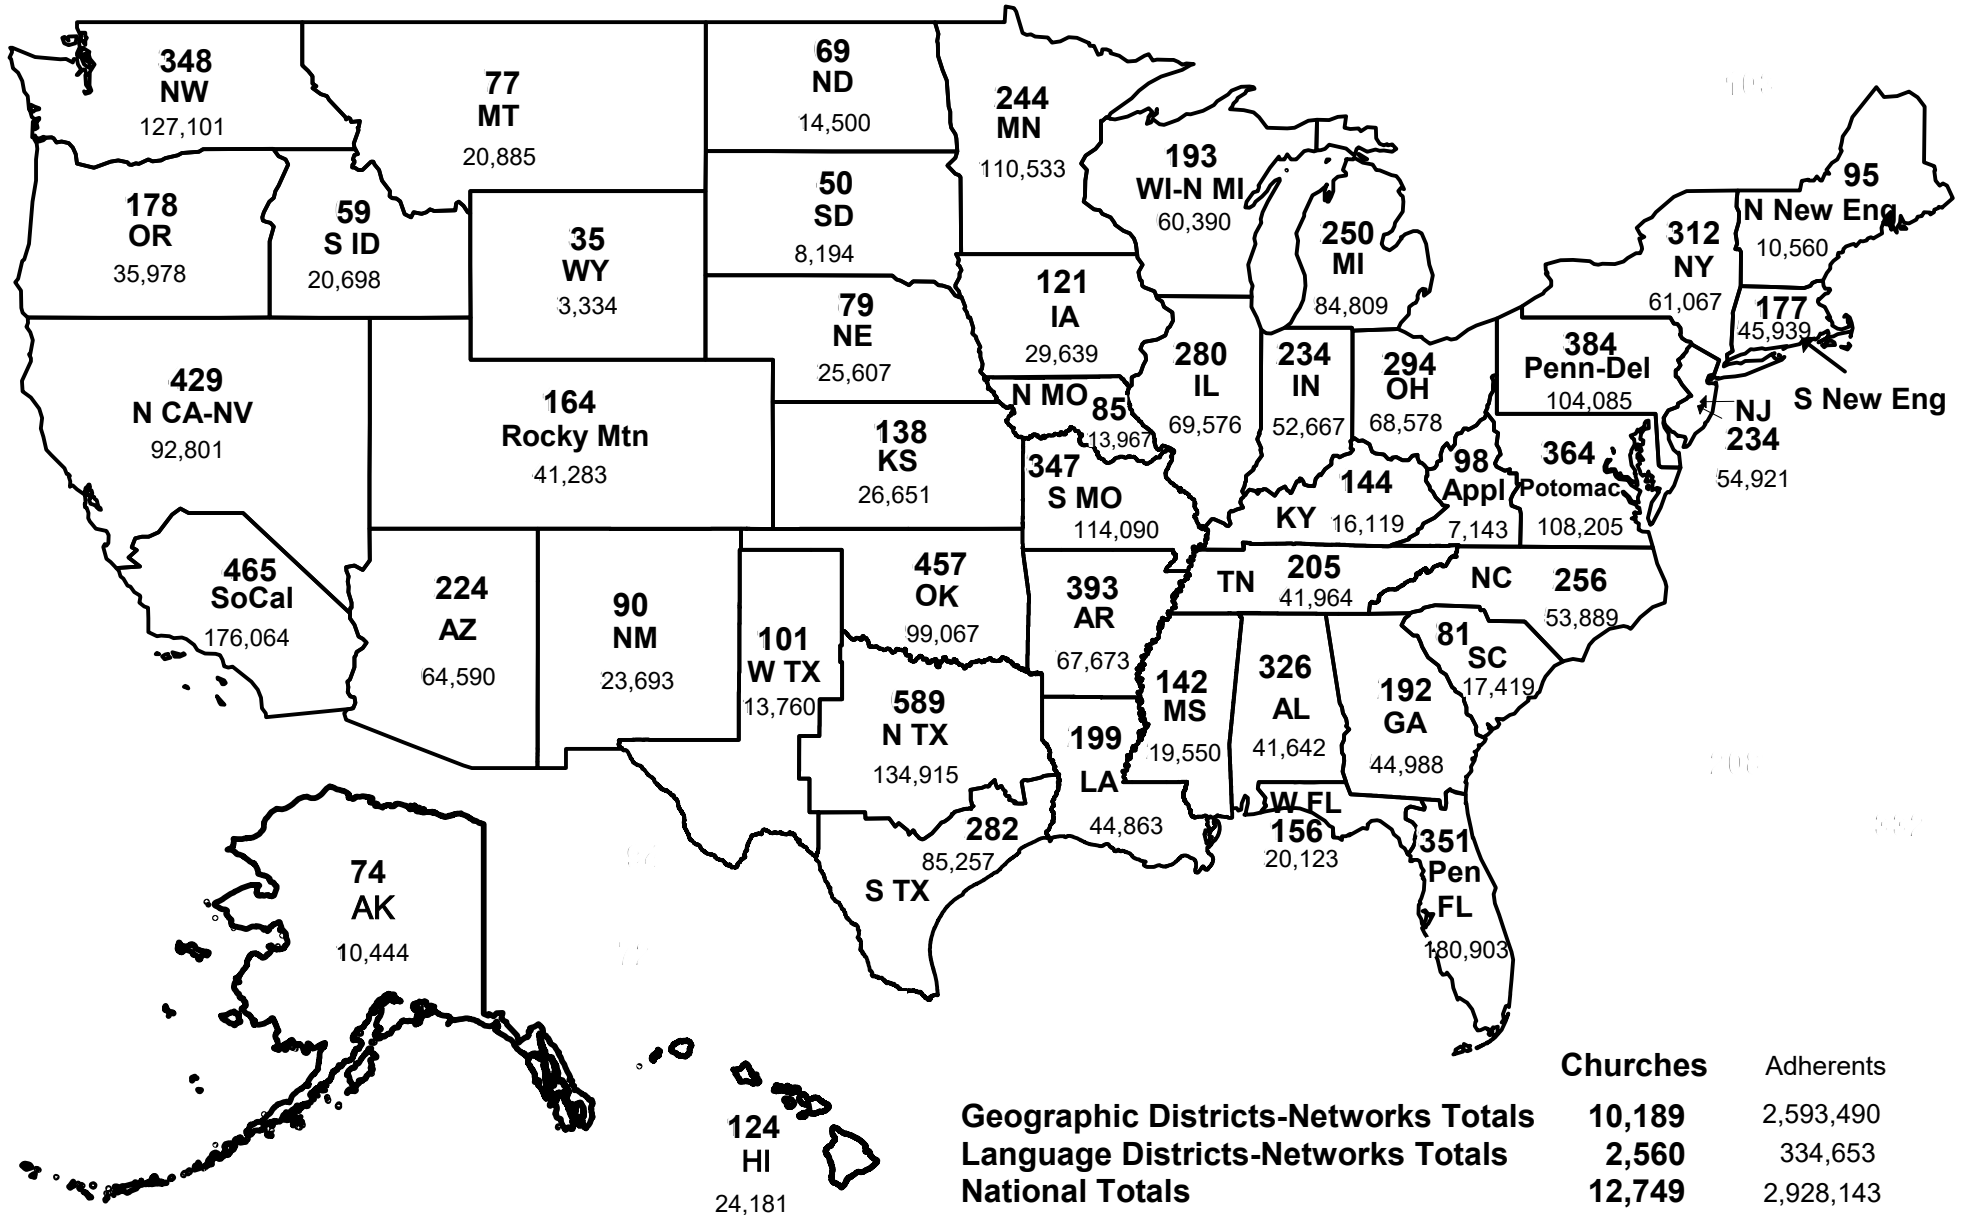 348
NW
127,101
77
MT
20,885
69
ND
14,500
244
MN
110,533
193
WI-N MI
60,390
95
N New Eng
10,560
178
OR
35,978
59
S ID
20,698
35
WY
3,334
50
SD
8,194
250
MI
84,809
312
NY
61,067
177
45,939
S New Eng
429
N CA-NV
92,801
164
Rocky Mtn
41,283
79
NE
25,607
121
IA
29,639
280
IL
69,576
234
IN
52,667
294
OH
68,578
384
Penn-Del
104,085
NJ
234
54,921
138
KS
26,651
N MO
85
13,967
347
S MO
114,090
144
KY 16,119
98
Appl
7,143
364
Potomac
108,205
465
SoCal
176,064
224
AZ
64,590
90
NM
23,693
101
W TX
13,760
457
OK
99,067
393
AR
67,673
TN 205
41,964
NC 256
53,889
81
SC
17,419
589
N TX
134,915
199
LA
44,863
142
MS
19,550
326
AL
41,642
192
GA
44,988
282
85,257
S TX
W FL
156
20,123
351
Pen
FL
180,903
74
AK
10,444
124
HI
24,181
Churches Adherents
Geographic Districts-Networks Totals 10,189 2,593,490
Language Districts-Networks Totals 2,560 334,653
National Totals 12,749 2,928,143